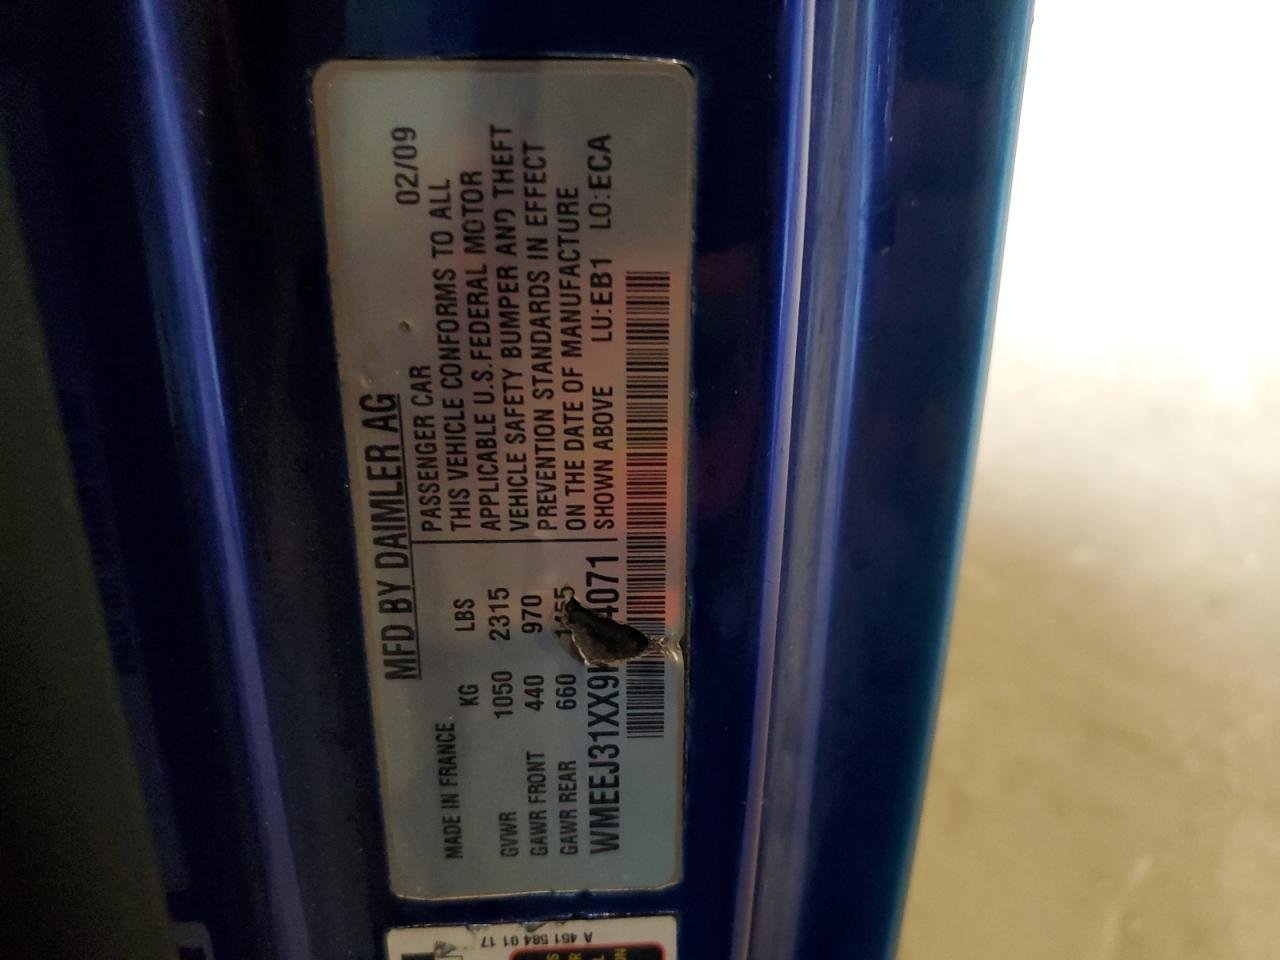 MFD BY DAIMLER AG
02/09
MADE IN FRANCE
KG LBS
GVWR 1050 2315
GAWR FRONT 440 970
GAWR REAR 660
PASSENGER CAR
THIS VEHICLE CONFORMS TO ALL
APPLICABLE U.S.FEDERAL MOTOR
VEHICLE SAFETY BUMPER AND THEFT
PREVENTION STANDARDS IN EFFECT
ON THE DATE OF MANUFACTURE
SHOWN ABOVE LU:EB1 LO:ECA
A 451 584 01 17